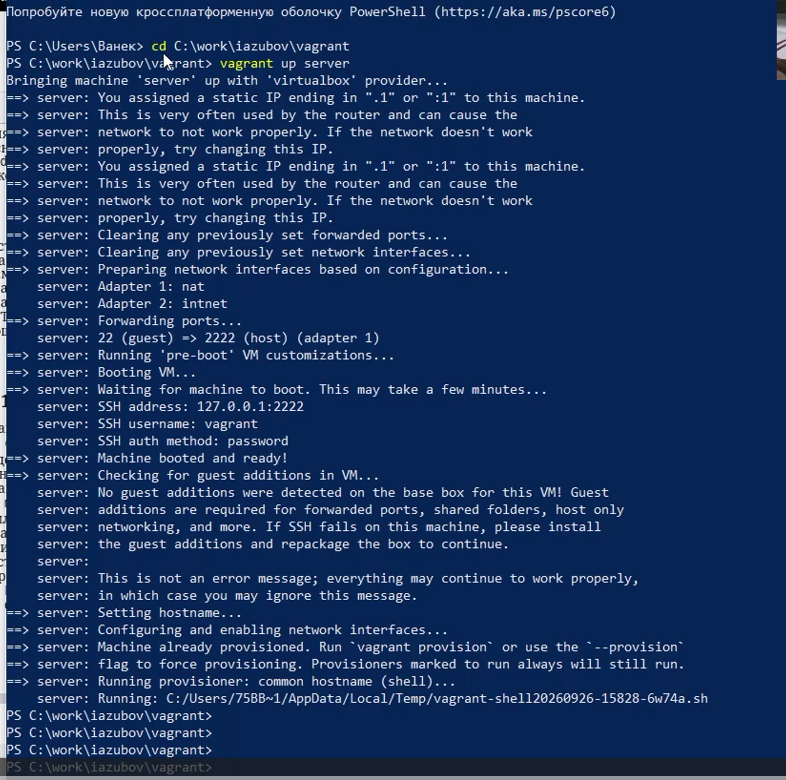 Попробуйте новую кроссплатформенную оболочку PowerShell (https://aka.ms/pscore6)
PS C:\Users\Ванек> cd C:\work\iazubov\vagrant
PS C:\work\iazubov\vagrant> vagrant up server
Bringing machine 'server' up with 'virtualbox' provider...
==> server: You assigned a static IP ending in ".1" or ":1" to this machine.
==> server: This is very often used by the router and can cause the
==> server: network to not work properly. If the network doesn't work
==> server: properly, try changing this IP.
==> server: You assigned a static IP ending in ".1" or ":1" to this machine.
==> server: This is very often used by the router and can cause the
==> server: network to not work properly. If the network doesn't work
==> server: properly, try changing this IP.
==> server: Clearing any previously set forwarded ports...
==> server: Clearing any previously set network interfaces...
==> server: Preparing network interfaces based on configuration...
    server: Adapter 1: nat
    server: Adapter 2: intnet
==> server: Forwarding ports...
    server: 22 (guest) => 2222 (host) (adapter 1)
==> server: Running 'pre-boot' VM customizations...
==> server: Booting VM...
==> server: Waiting for machine to boot. This may take a few minutes...
    server: SSH address: 127.0.0.1:2222
    server: SSH username: vagrant
    server: SSH auth method: password
==> server: Machine booted and ready!
==> server: Checking for guest additions in VM...
    server: No guest additions were detected on the base box for this VM! Guest
    server: additions are required for forwarded ports, shared folders, host only
    server: networking, and more. If SSH fails on this machine, please install
    server: the guest additions and repackage the box to continue.
    server:
    server: This is not an error message; everything may continue to work properly,
    server: in which case you may ignore this message.
==> server: Setting hostname...
==> server: Configuring and enabling network interfaces...
==> server: Machine already provisioned. Run `vagrant provision` or use the `--provision`
==> server: flag to force provisioning. Provisioners marked to run always will still run.
==> server: Running provisioner: common hostname (shell)...
    server: Running: C:/Users/75BB~1/AppData/Local/Temp/vagrant-shell20260926-15828-6w74a.sh
PS C:\work\iazubov\vagrant>
PS C:\work\iazubov\vagrant>
PS C:\work\iazubov\vagrant>
PS C:\work\iazubov\vagrant>